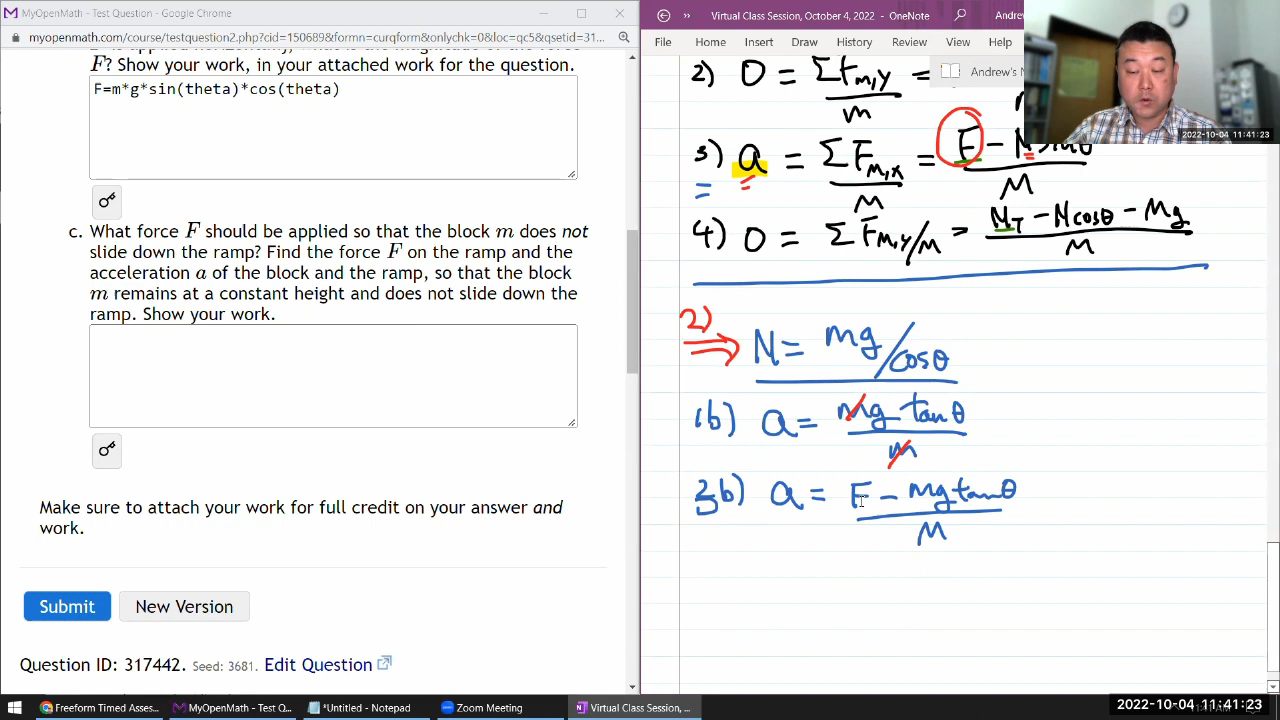 MyOpenMath - Test Question - Google Chrome
myopenmath.com/course/testquestion2.php?cid=150689&formn=curqform&onlychk=0&loc=qc5&qsetid=31...
F? Show your work, in your attached work for the question.
F=m*g*sin(theta)*cos(theta)
c. What force F should be applied so that the block m does not
slide down the ramp? Find the force F on the ramp and the
acceleration a of the block and the ramp, so that the block
m remains at a constant height and does not slide down the
ramp. Show your work.
Make sure to attach your work for full credit on your answer and
work.
Submit New Version
Question ID: 317442. Seed: 3681. Edit Question
Virtual Class Session, October 4, 2022 - OneNote
Andrew
File Home Insert Draw History Review View Help
Andrew's N
2022-10-04 11:41:23
2) 0 = ΣFm,y/m =
3) a = ΣFM,x/M = F - N sinθ/M
4) 0 = ΣFM,y/M = NT - Ncosθ - Mg/M
2) ⇒ N = mg/cosθ
1b) a = mg tanθ/m
3b) a = F - mg tanθ/M
Freeform Timed Asses... MyOpenMath - Test Q... *Untitled - Notepad Zoom Meeting Virtual Class Session, ... 2022-10-04 11:41:23